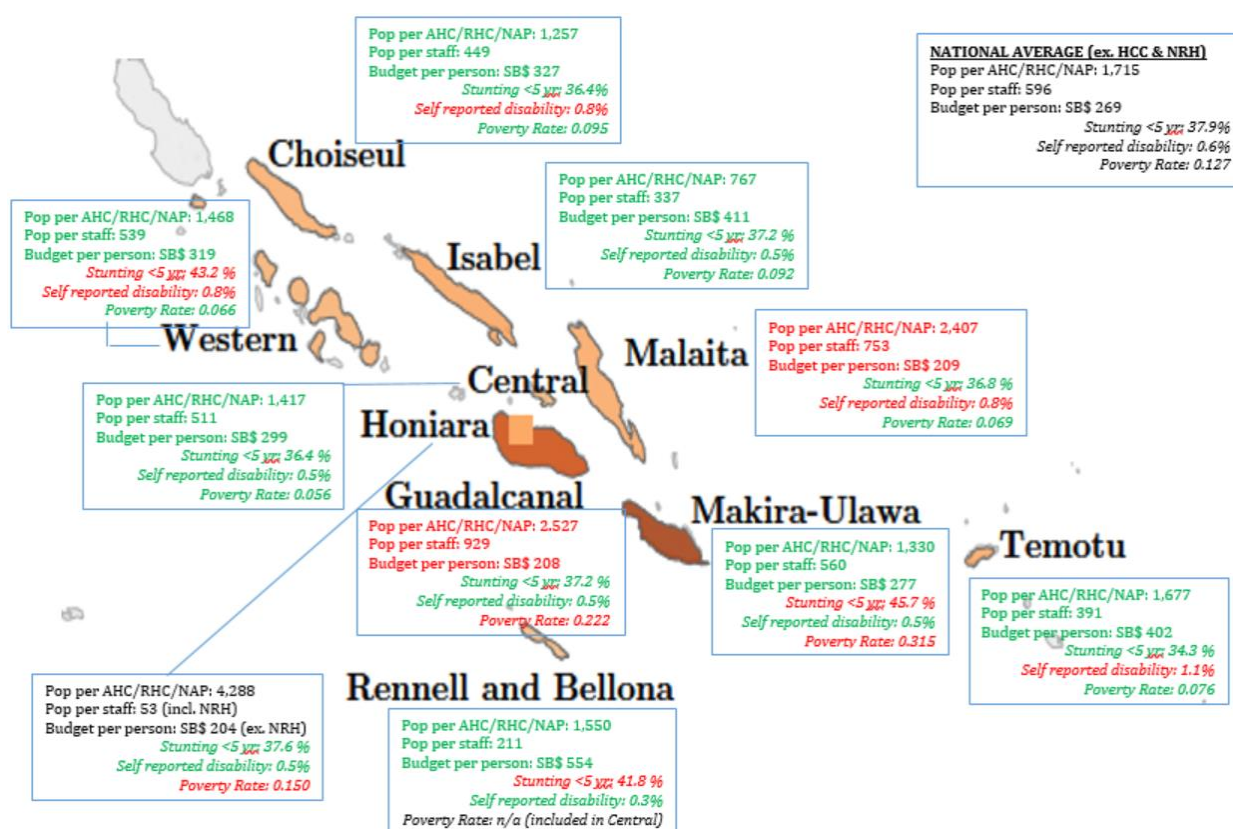 Pop per AHC/RHC/NAP: 1,257
Pop per staff: 449
Budget per person: SB$ 327
Stunting <5 yr; 36.4%
Self reported disability: 0.8%
Poverty Rate: 0.095
NATIONAL AVERAGE (ex. HCC & NRH)
Pop per AHC/RHC/NAP: 1,715
Pop per staff: 596
Budget per person: SB$ 269
Stunting <5 yr; 37.9%
Self reported disability: 0.6%
Poverty Rate: 0.127
Choiseul
Pop per AHC/RHC/NAP: 767
Pop per staff: 337
Budget per person: SB$ 411
Stunting <5 yr; 37.2 %
Self reported disability: 0.5%
Poverty Rate: 0.092
Isabel
Pop per AHC/RHC/NAP: 1,468
Pop per staff: 539
Budget per person: SB$ 319
Stunting <5 yr; 43.2 %
Self reported disability: 0.8%
Poverty Rate: 0.066
Western
Malaita
Pop per AHC/RHC/NAP: 2,407
Pop per staff: 753
Budget per person: SB$ 209
Stunting <5 yr; 36.8 %
Self reported disability: 0.8%
Poverty Rate: 0.069
Central
Pop per AHC/RHC/NAP: 1,417
Pop per staff: 511
Budget per person: SB$ 299
Stunting <5 yr; 36.4 %
Self reported disability: 0.5%
Poverty Rate: 0.056
Honiara
Guadalcanal
Pop per AHC/RHC/NAP: 2.527
Pop per staff: 929
Budget per person: SB$ 208
Stunting <5 yr; 37.2 %
Self reported disability: 0.5%
Poverty Rate: 0.222
Makira-Ulawa
Pop per AHC/RHC/NAP: 1,330
Pop per staff: 560
Budget per person: SB$ 277
Stunting <5 yr; 45.7 %
Self reported disability: 0.5%
Poverty Rate: 0.315
Temotu
Pop per AHC/RHC/NAP: 1,677
Pop per staff: 391
Budget per person: SB$ 402
Stunting <5 yr; 34.3 %
Self reported disability: 1.1%
Poverty Rate: 0.076
Pop per AHC/RHC/NAP: 4,288
Pop per staff: 53 (incl. NRH)
Budget per person: SB$ 204 (ex. NRH)
Stunting <5 yr; 37.6 %
Self reported disability: 0.5%
Poverty Rate: 0.150
Rennell and Bellona
Pop per AHC/RHC/NAP: 1,550
Pop per staff: 211
Budget per person: SB$ 554
Stunting <5 yr; 41.8 %
Self reported disability: 0.3%
Poverty Rate: n/a (included in Central)